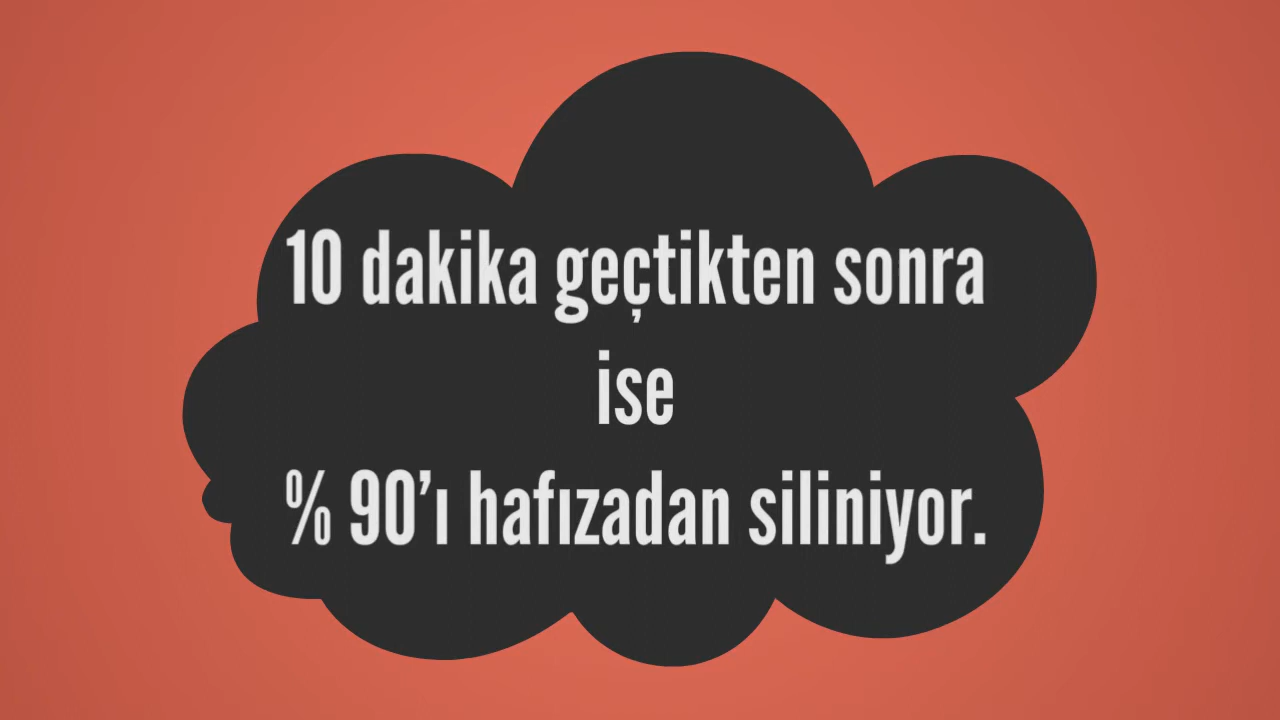 10 dakika geçtikten sonra
ise
% 90’ı hafızadan siliniyor.